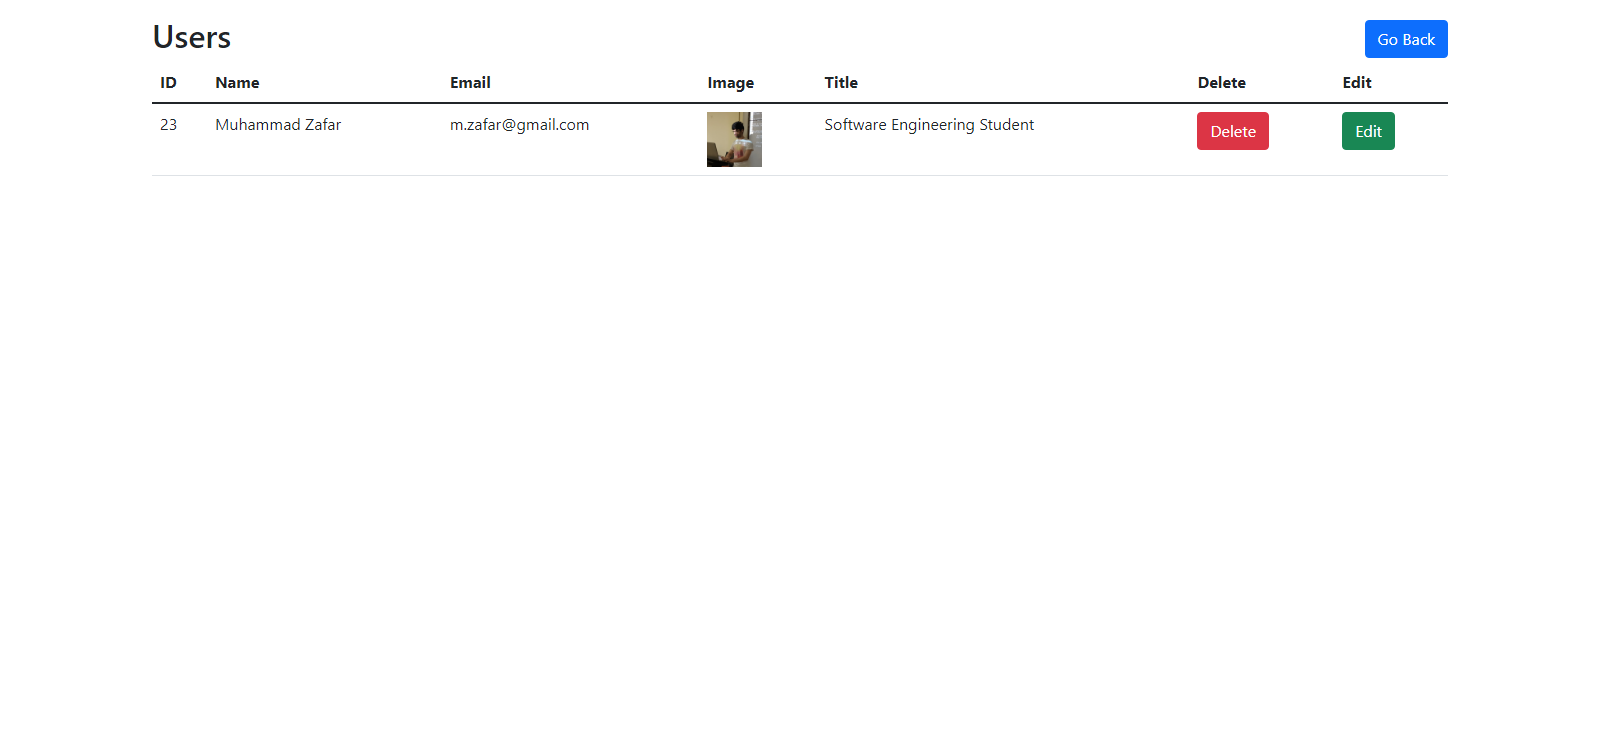 Users
Go Back
ID Name Email Image Title Delete Edit
23 Muhammad Zafar m.zafar@gmail.com Software Engineering Student Delete Edit